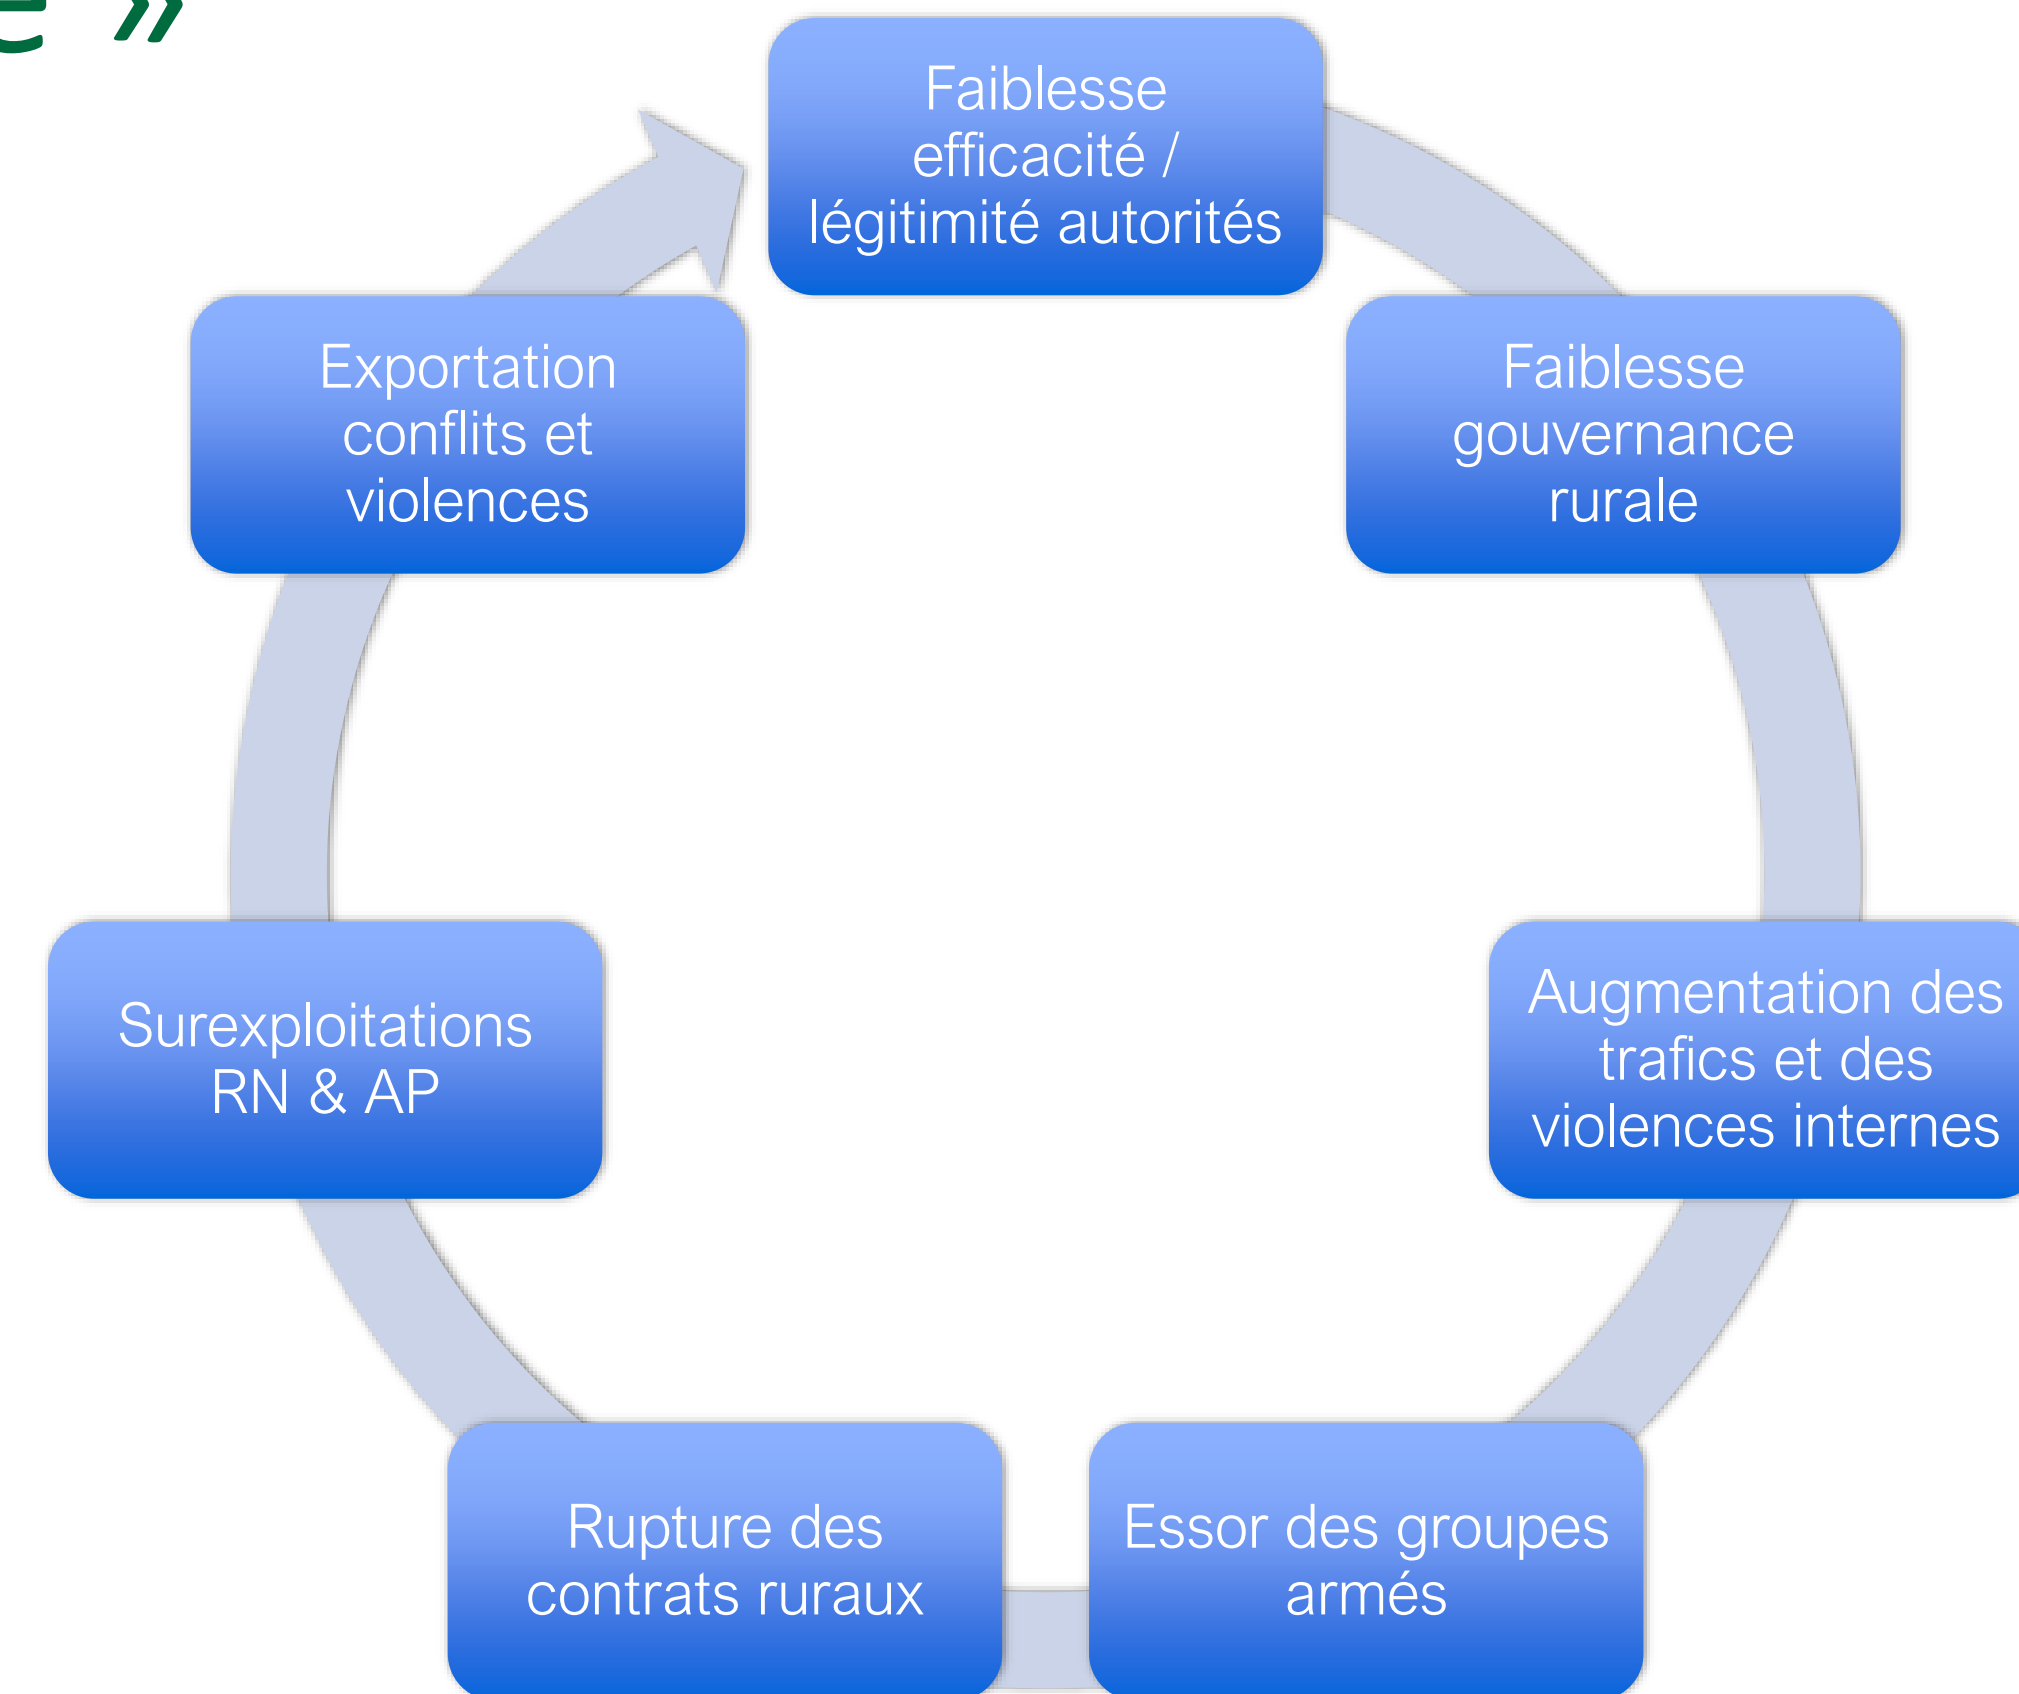 e »
Faiblesse
efficacité /
légitimité autorités
Faiblesse
gouvernance
rurale
Augmentation des
trafics et des
violences internes
Essor des groupes
armés
Rupture des
contrats ruraux
Surexploitations
RN & AP
Exportation
conflits et
violences